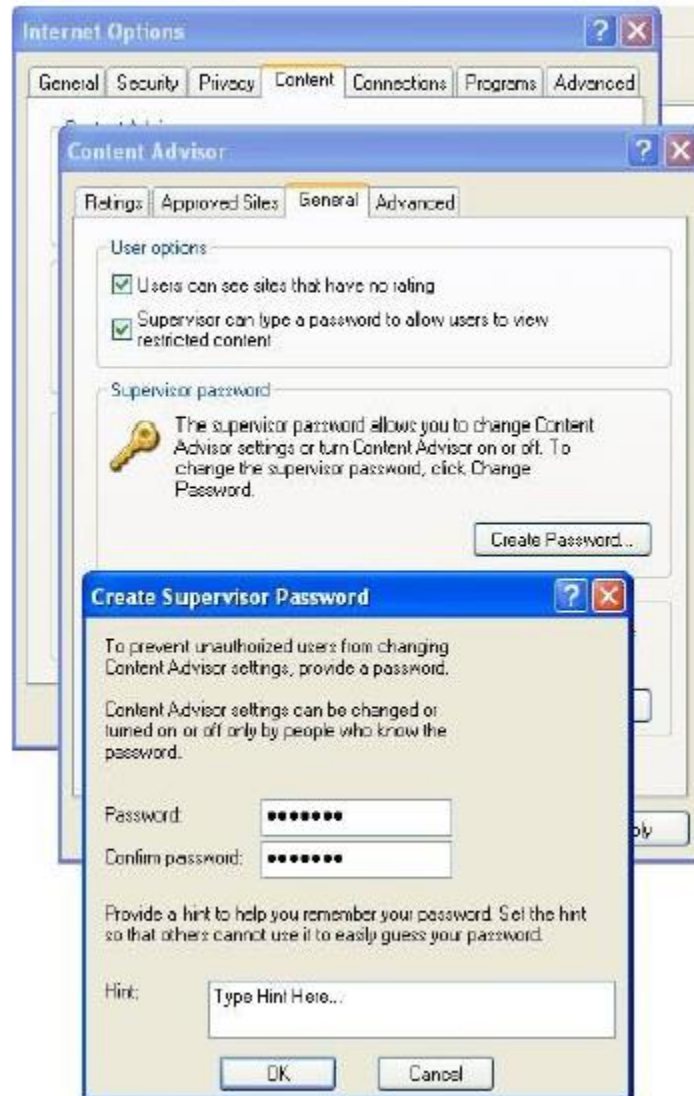 Internet Options
General Security Privacy Content Connections Programs Advanced
Content Advisor
Ratings Approved Sites General Advanced
User options
Users can see sites that have no rating
Supervisor can type a password to allow users to view
restricted content
Supervisor password
The supervisor password allows you to change Content
Advisor settings or turn Content Advisor on or off. To
change the supervisor password, click Change
Password.
Create Password...
Create Supervisor Password
To prevent unauthorized users from changing
Content Advisor settings, provide a password.
Content Advisor settings can be changed or
turned on or off only by people who know the
password.
Password:
Confirm password:
Provide a hint to help you remember your password. Set the hint
so that others cannot use it to easily guess your password.
Hint:
Type Hint Here...
OK Cancel